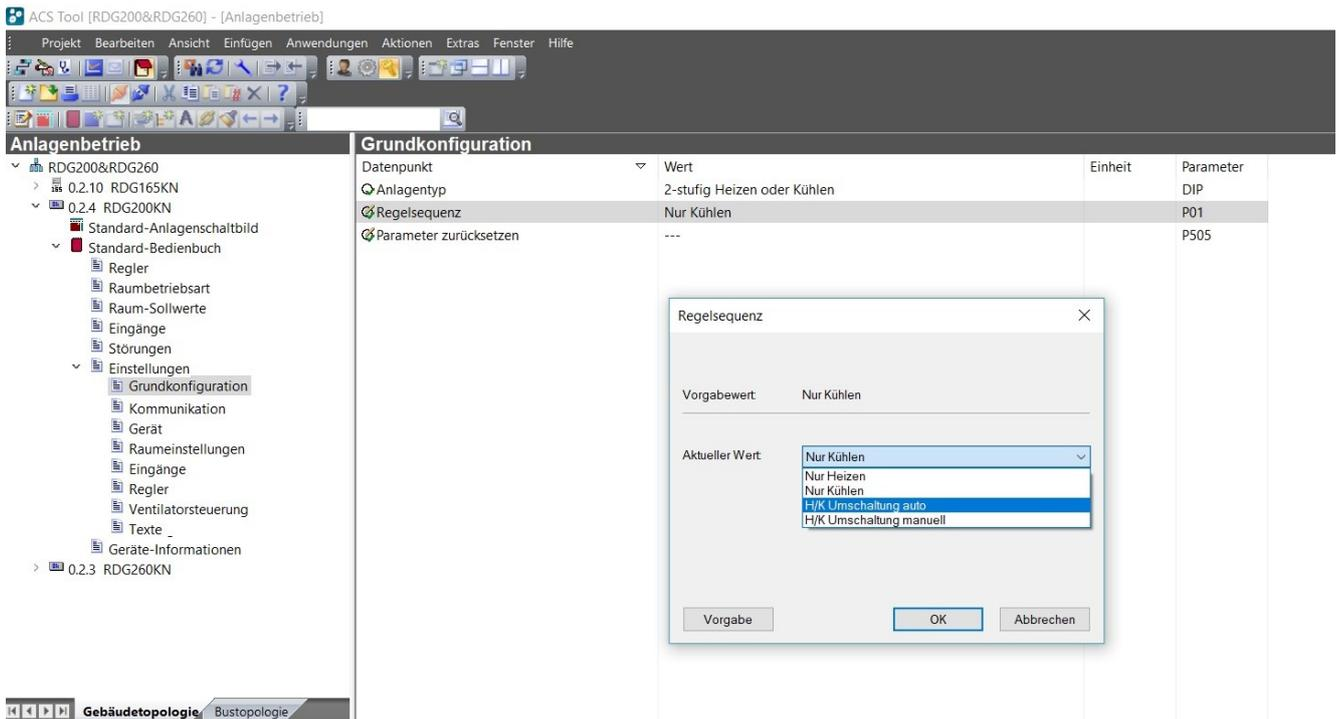 ACS Tool [RDG200&RDG260] - [Anlagenbetrieb]
Projekt Bearbeiten Ansicht Einfügen Anwendungen Aktionen Extras Fenster Hilfe
Anlagenbetrieb
RDG200&RDG260
0.2.10 RDG165KN
0.2.4 RDG200KN
Standard-Anlagenschaltbild
Standard-Bedienbuch
Regler
Raumbetriebsart
Raum-Sollwerte
Eingänge
Störungen
Einstellungen
Grundkonfiguration
Kommunikation
Gerät
Raumeinstellungen
Eingänge
Regler
Ventilatorsteuerung
Texte
Geräte-Informationen
0.2.3 RDG260KN
Gebäudetopologie Bustopologie
Grundkonfiguration
Datenpunkt Wert Einheit Parameter
Anlagentyp 2-stufig Heizen oder Kühlen DIP
Regelsequenz Nur Kühlen P01
Parameter zurücksetzen --- P505
Regelsequenz
Vorgabewert: Nur Kühlen
Aktueller Wert: Nur Kühlen
Nur Heizen
Nur Kühlen
H/K Umschaltung auto
H/K Umschaltung manuell
Vorgabe OK Abbrechen